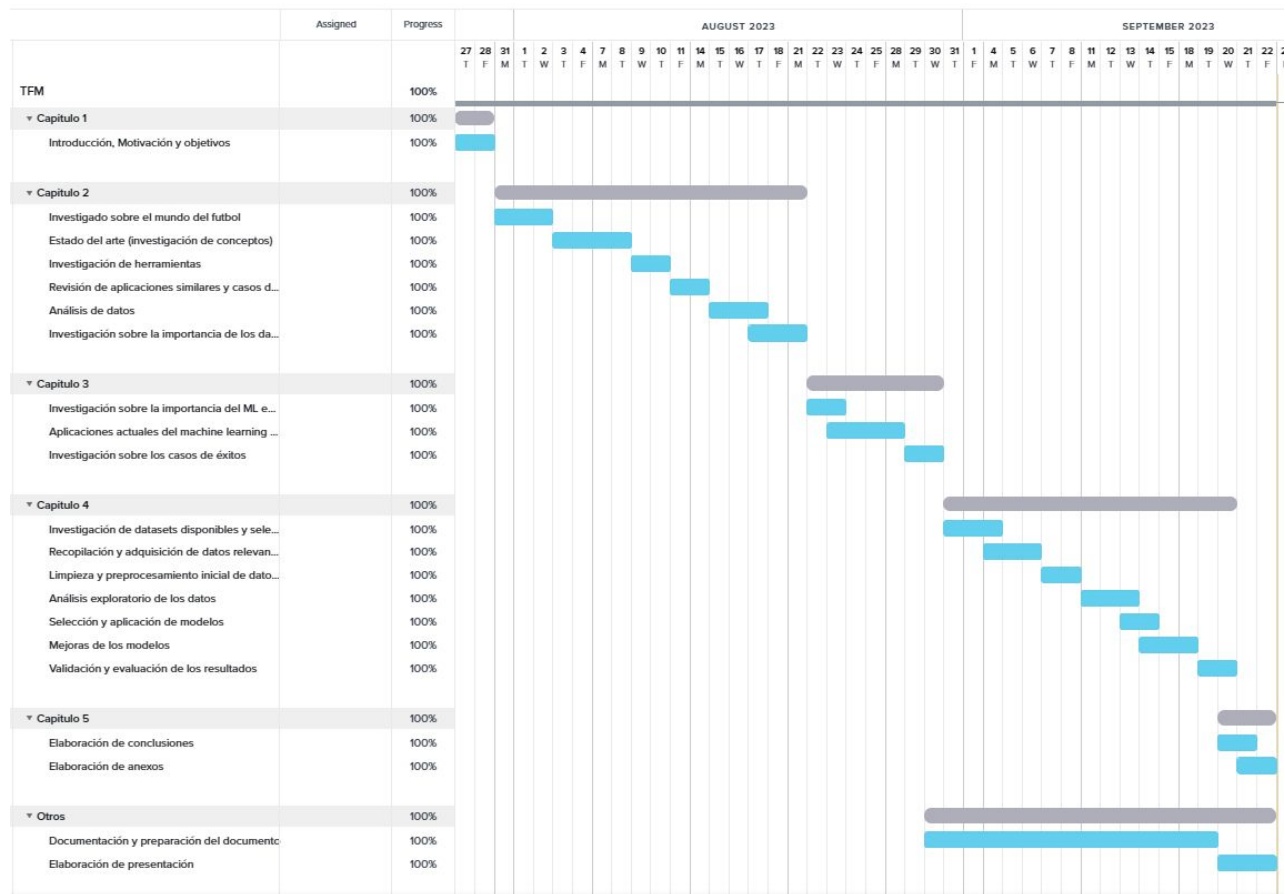 Assigned Progress AUGUST 2023 SEPTEMBER 2023
27 28 31 1 2 3 4 7 8 9 10 11 14 15 16 17 18 21 22 23 24 25 28 29 30 31 1 4 5 6 7 8 11 12 13 14 15 18 19 20 21 22
T F M T W T F M T W T F M T W T F M T W T F M T W T F M T W T F M T W T F M T W T F
TFM 100%
Capitulo 1 100%
Introducción, Motivación y objetivos 100%
Capitulo 2 100%
Investigado sobre el mundo del futbol 100%
Estado del arte (investigación de conceptos) 100%
Investigación de herramientas 100%
Revisión de aplicaciones similares y casos d... 100%
Análisis de datos 100%
Investigación sobre la importancia de los da... 100%
Capitulo 3 100%
Investigación sobre la importancia del ML e... 100%
Aplicaciones actuales del machine learning ... 100%
Investigación sobre los casos de éxitos 100%
Capitulo 4 100%
Investigación de datasets disponibles y sele... 100%
Recopilación y adquisición de datos relevan... 100%
Limpieza y preprocesamiento inicial de dato... 100%
Análisis exploratorio de los datos 100%
Selección y aplicación de modelos 100%
Mejoras de los modelos 100%
Validación y evaluación de los resultados 100%
Capitulo 5 100%
Elaboración de conclusiones 100%
Elaboración de anexos 100%
Otros 100%
Documentación y preparación del documento 100%
Elaboración de presentación 100%